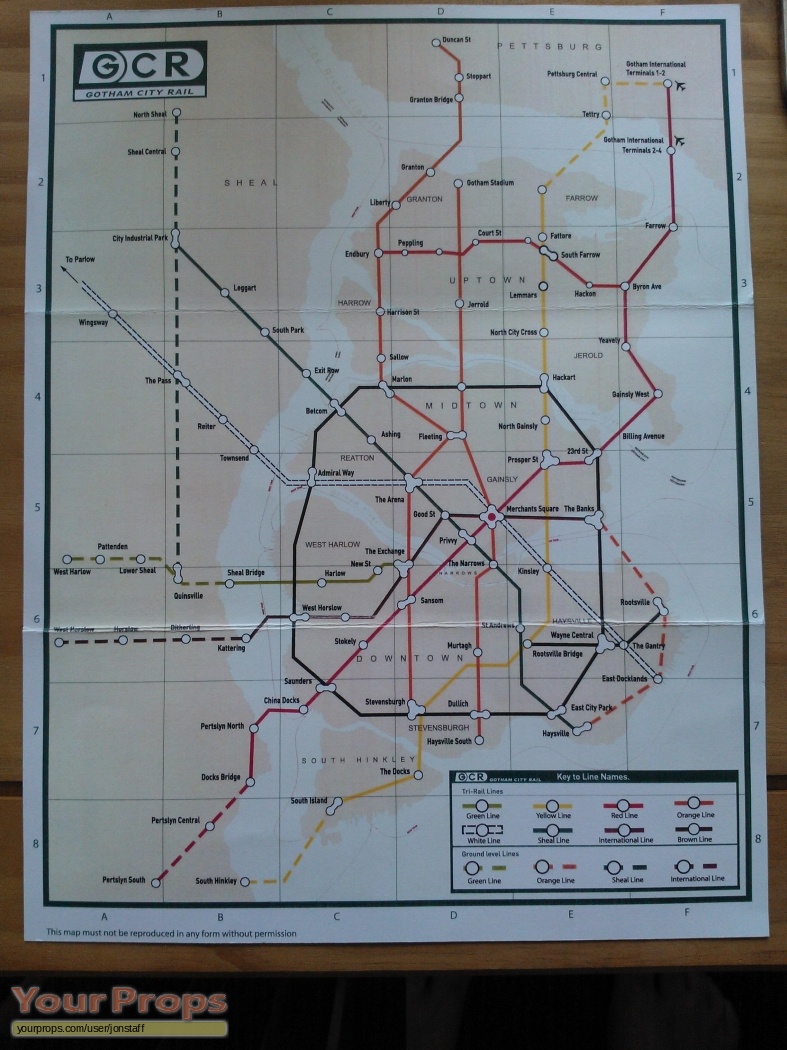 A
B
C
D
E
F
GCR
GOTHAM CITY RAIL
1
1
Duncan St
PETTSBURG
Stoppart
Granton Bridge
Pettsburg Central
Gotham International
Terminals 1-2
North Sheal
Tettry
Gotham International
Terminals 2-4
Sheal Central
2
2
SHEAL
Granton
Gotham Stadium
Liberty
GRANTON
FARROW
City Industrial Park
Endbury
Peppling
Court St
Fattore
South Farrow
Farrow
To Parlow
3
3
Leggart
UPTOWN
Lemmars
Hackon
Byron Ave
HARROW
Harrison St
Jerrold
Wingsway
South Park
North City Cross
Yeavely
Sallow
JEROLD
The Pass
Exit Row
Marlon
Hackart
4
4
Gainsly West
Belcom
MIDTOWN
Reiter
Ashing
Fleeting
North Gainsly
Billing Avenue
Townsend
REATTON
Prosper St
23rd St
Admiral Way
GAINSLY
The Arena
5
5
Good St
Merchants Square
The Banks
Privvy
WEST HARLOW
The Exchange
Pattenden
New St
The Narrows
NARROWS
West Harlow
Lower Sheal
Sheal Bridge
Harlow
Kinsley
Quinsville
Sansom
Rootsville
6
6
West Horslow
West Horslow
Horslow
Ditherling
Kattering
St Andrews
HAYSVILLE
Stokely
Murtagh
Wayne Central
The Gantry
Rootsville Bridge
DOWNTOWN
Saunders
East Docklands
China Docks
Stevensburgh
Dullich
East City Park
7
7
Pertslyn North
STEVENSBURGH
Haysville South
Haysville
SOUTH HINKLEY
Docks Bridge
The Docks
GCR GOTHAM CITY RAIL Key to Line Names.
Tri-Rail Lines
South Island
Green Line
Yellow Line
Red Line
Orange Line
Pertslyn Central
White Line
Sheal Line
International Line
Brown Line
8
8
Ground level Lines
Pertslyn South
South Hinkley
Green Line
Orange Line
Sheal Line
International Line
A
B
C
D
E
F
This map must not be reproduced in any form without permission
Your Props
yourprops.com/user/jonstaff